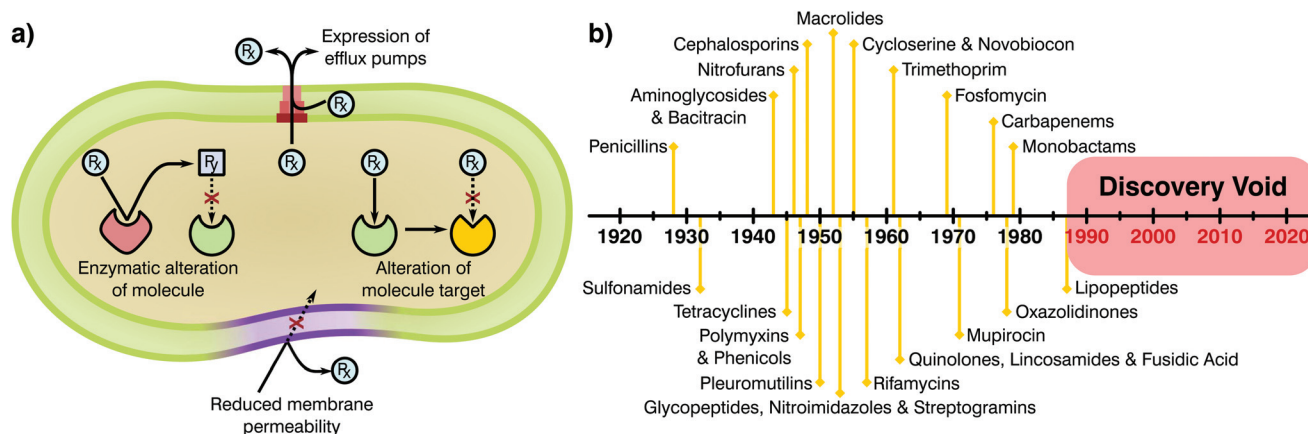 a)
Rx
Expression of
efflux pumps
Rx
Rx
Ry
Rx
Rx
Rx
Enzymatic alteration
of molecule
Alteration of
molecule target
Rx
Reduced membrane
permeability
b)
Macrolides
Cephalosporins
Cycloserine & Novobiocon
Nitrofurans
Trimethoprim
Aminoglycosides
& Bacitracin
Fosfomycin
Carbapenems
Penicillins
Monobactams
Discovery Void
1920 1930 1940 1950 1960 1970 1980 1990 2000 2010 2020
Sulfonamides
Lipopeptides
Tetracyclines
Oxazolidinones
Polymyxins
& Phenicols
Mupirocin
Quinolones, Lincosamides & Fusidic Acid
Pleuromutilins
Rifamycins
Glycopeptides, Nitroimidazoles & Streptogramins